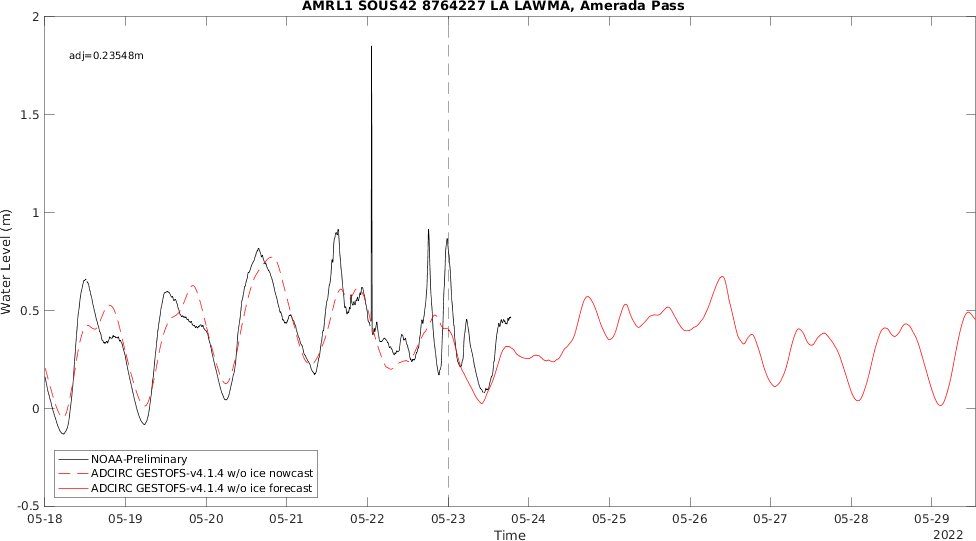 AMRL1 SOUS42 8764227 LA LAWMA, Amerada Pass
adj=0.23548m
2
1.5
1
0.5
0
-0.5
Water Level (m)
NOAA-Preliminary
ADCIRC GESTOFS-v4.1.4 w/o ice nowcast
ADCIRC GESTOFS-v4.1.4 w/o ice forecast
05-18 05-19 05-20 05-21 05-22 05-23 05-24 05-25 05-26 05-27 05-28 05-29
Time
2022